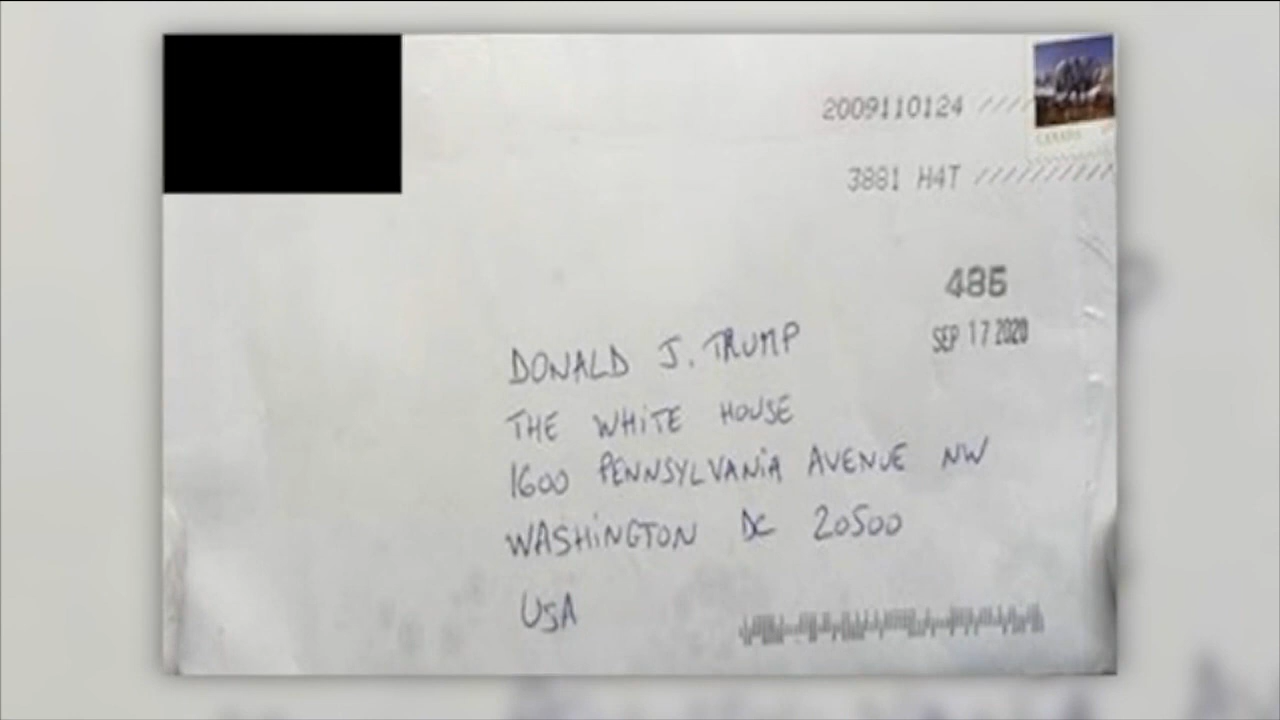 2009110124
CANADA
3881 H4T
485
SEP 17 2020
DONALD J. TRUMP
THE WHiTE HOUSE
1600 PENNSYLVANiA AVENUE NW
WASHiNGTON DC 20500
USA